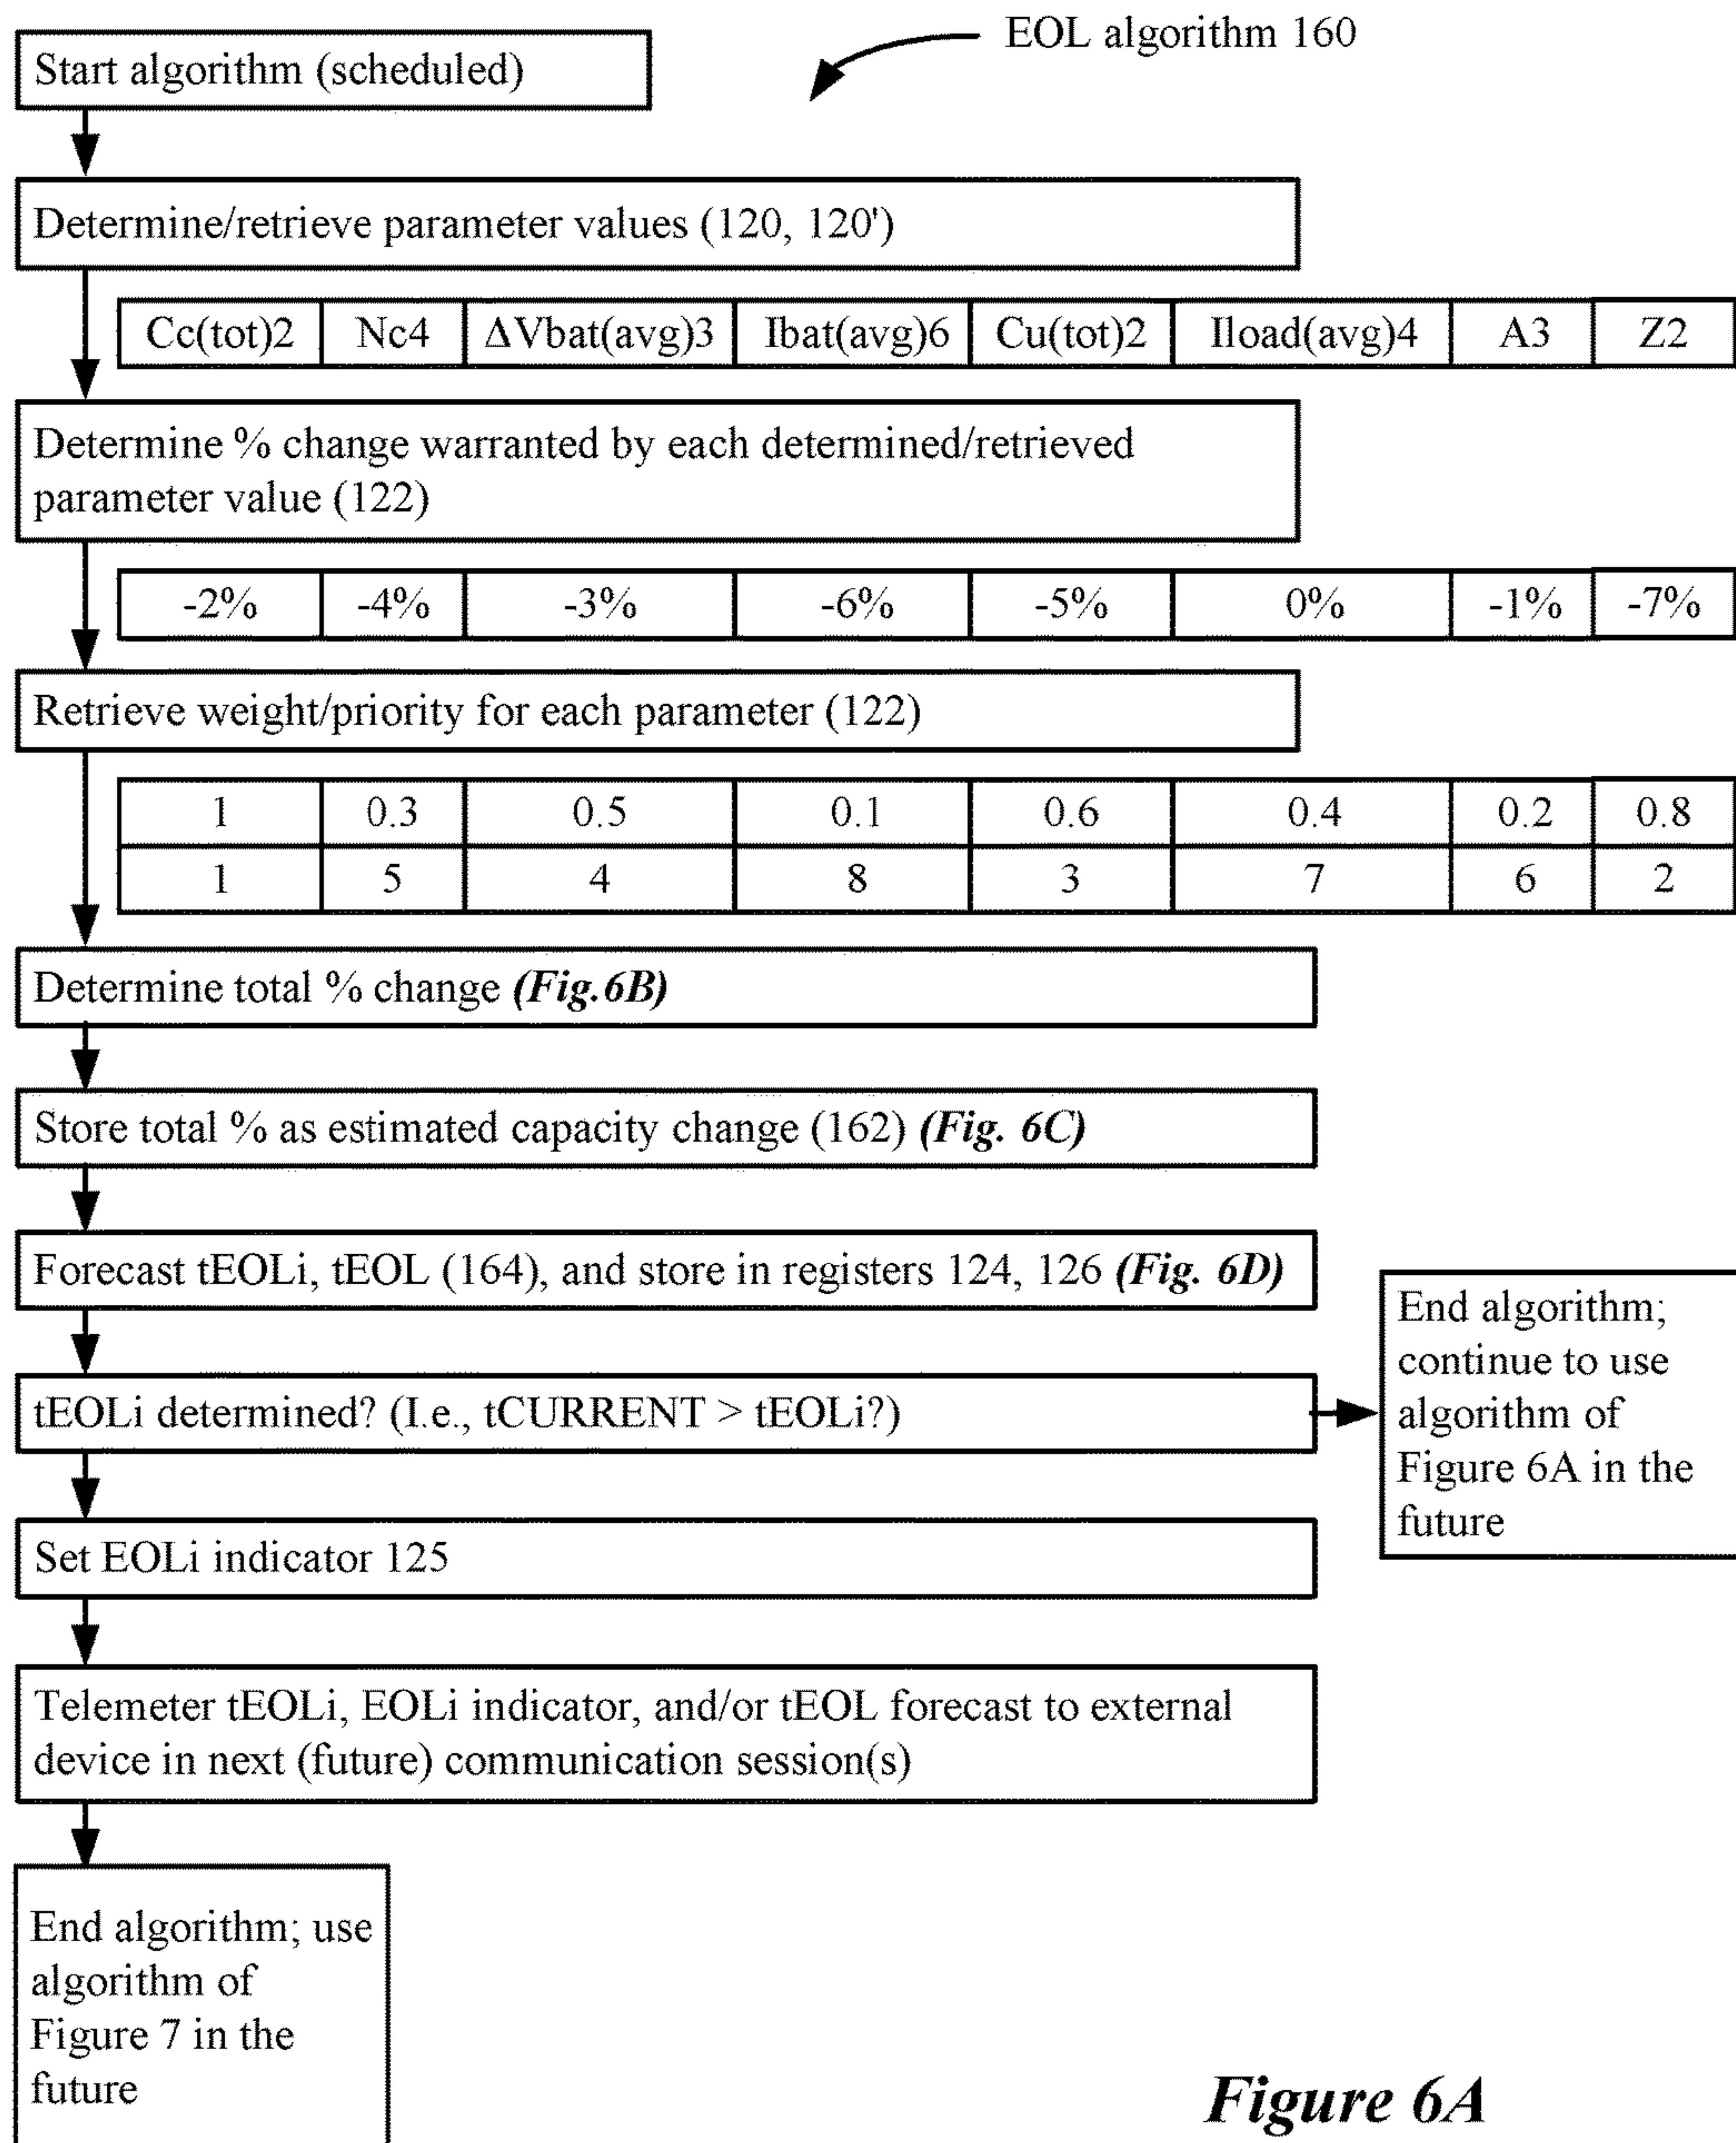 EOL algorithm 160
Start algorithm (scheduled)
Determine/retrieve parameter values (120, 120')
Cc(tot)2 Nc4 ΔVbat(avg)3 Ibat(avg)6 Cu(tot)2 Iload(avg)4 A3 Z2
Determine % change warranted by each determined/retrieved
parameter value (122)
-2% -4% -3% -6% -5% 0% -1% -7%
Retrieve weight/priority for each parameter (122)
1 0.3 0.5 0.1 0.6 0.4 0.2 0.8
1 5 4 8 3 7 6 2
Determine total % change (Fig.6B)
Store total % as estimated capacity change (162) (Fig. 6C)
Forecast tEOLi, tEOL (164), and store in registers 124, 126 (Fig. 6D)
tEOLi determined? (I.e., tCURRENT > tEOLi?)
End algorithm;
continue to use
algorithm of
Figure 6A in the
future
Set EOLi indicator 125
Telemeter tEOLi, EOLi indicator, and/or tEOL forecast to external
device in next (future) communication session(s)
End algorithm; use
algorithm of
Figure 7 in the
future
Figure 6A